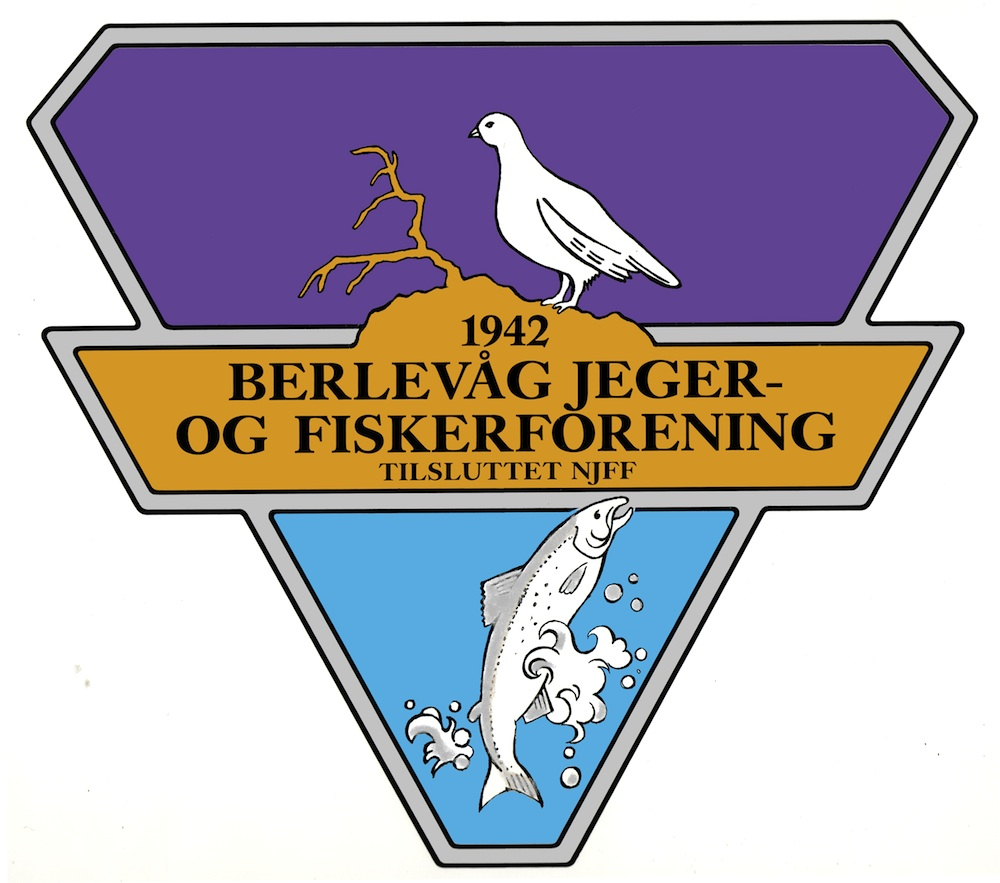 1942
BERLEVÅG JEGER-
OG FISKERFORENING
TILSLUTTET NJFF